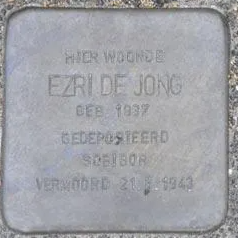 HIER WOONDE
EZRI DE JONG
GEB. 1937
GEDEPORTEERD
SOBIBOR
VERMOORD 21.5.1943